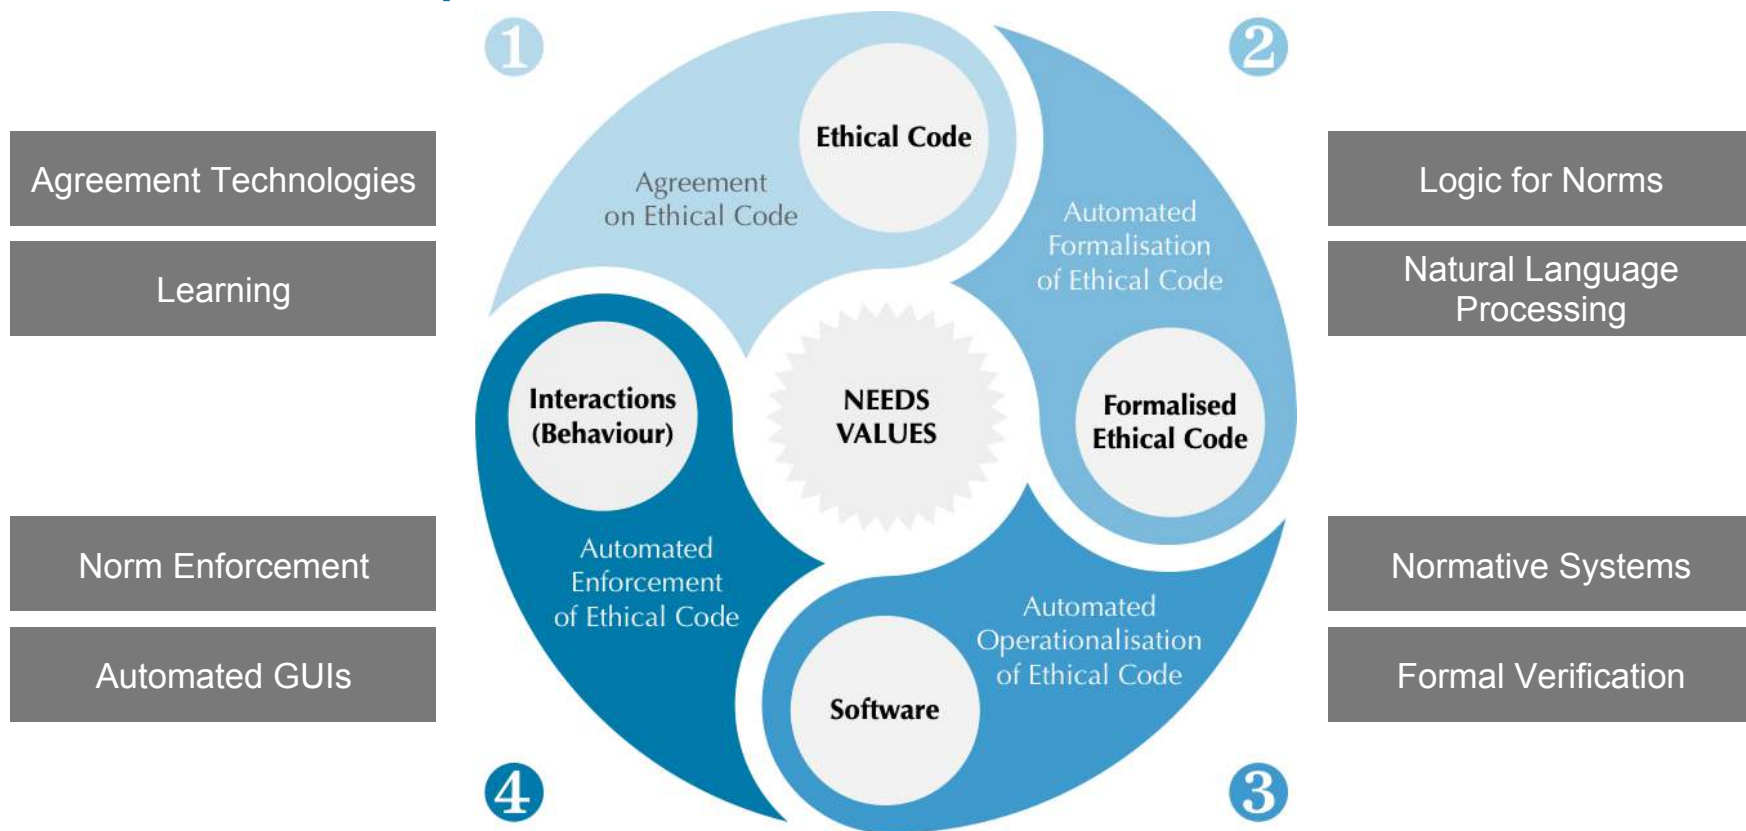 1
2
Ethical Code
Agreement
on Ethical Code
Agreement Technologies
Learning
Automated
Formalisation
of Ethical Code
Logic for Norms
Natural Language
Processing
Interactions
(Behaviour)
NEEDS
VALUES
Formalised
Ethical Code
Norm Enforcement
Automated GUIs
Automated
Enforcement
of Ethical Code
Automated
Operationalisation
of Ethical Code
Software
Normative Systems
Formal Verification
4
3